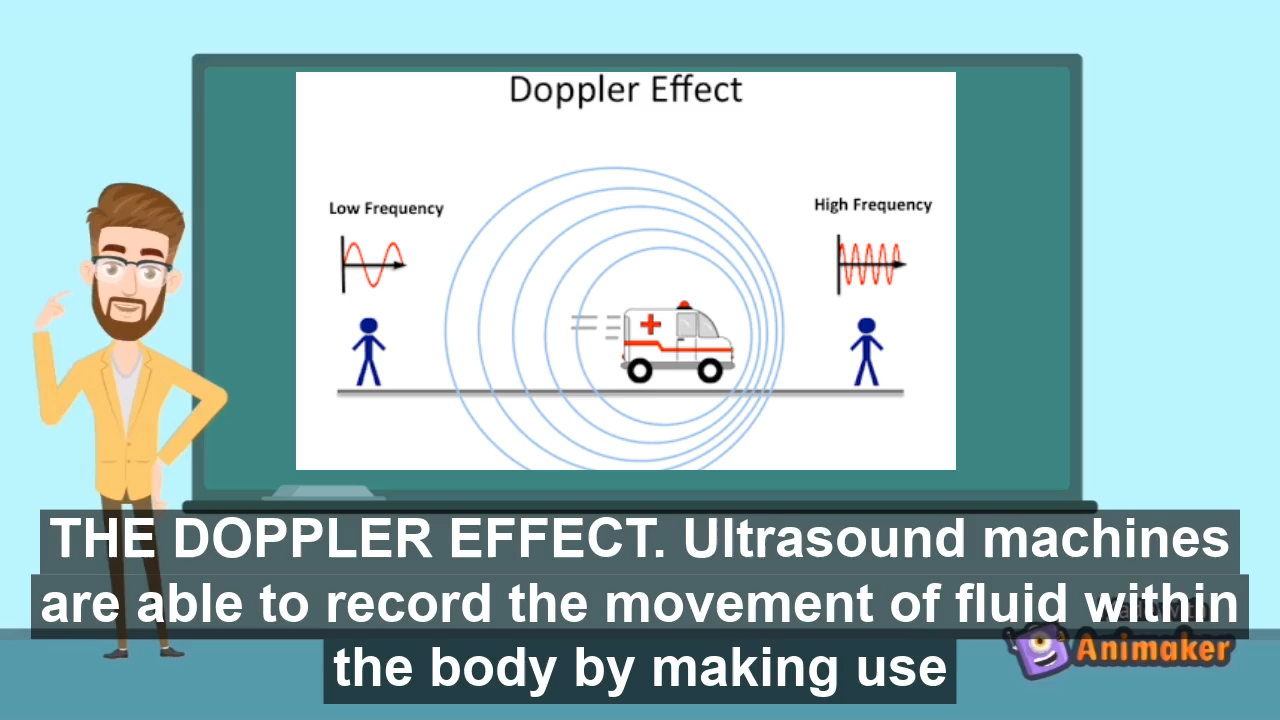 Doppler Effect
Low Frequency
High Frequency
THE DOPPLER EFFECT. Ultrasound machines
are able to record the movement of fluid within
the body by making use
Animaker